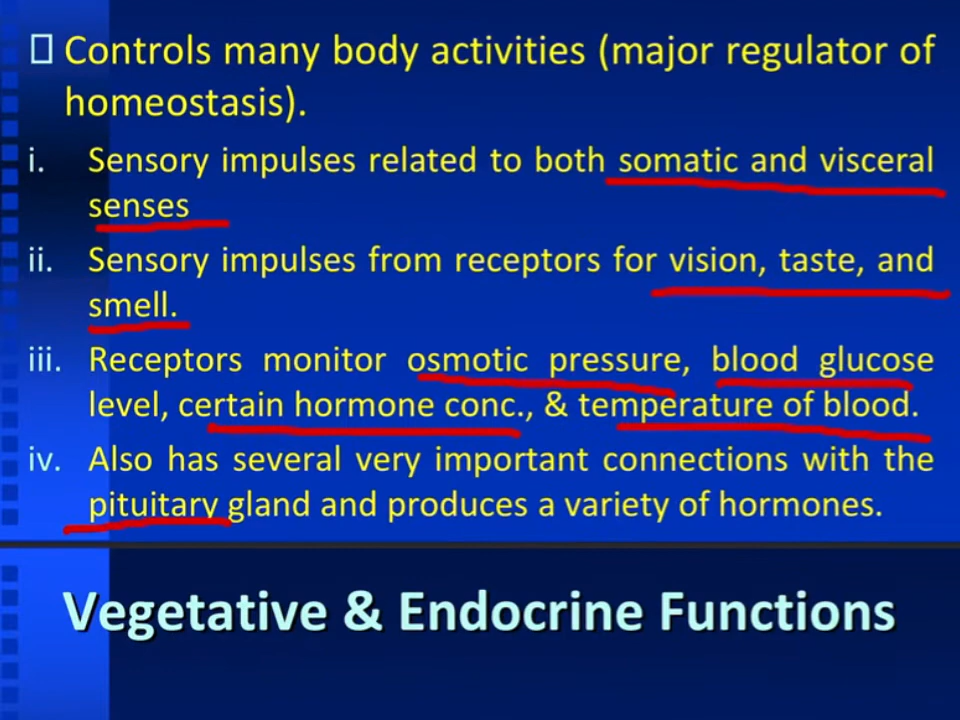 Controls many body activities (major regulator of
homeostasis).
i. Sensory impulses related to both somatic and visceral
senses
ii. Sensory impulses from receptors for vision, taste, and
smell.
iii. Receptors monitor osmotic pressure, blood glucose
level, certain hormone conc., & temperature of blood.
iv. Also has several very important connections with the
pituitary gland and produces a variety of hormones.
Vegetative & Endocrine Functions